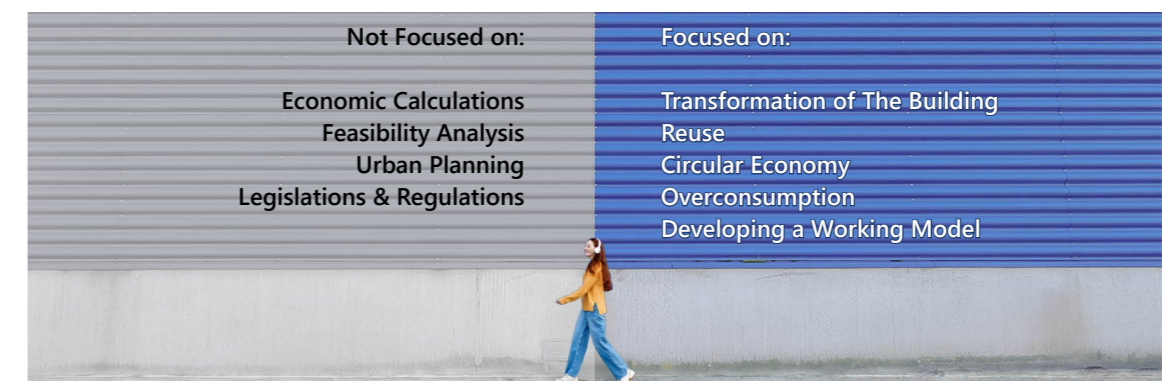 Not Focused on:
Economic Calculations
Feasibility Analysis
Urban Planning
Legislations & Regulations
Focused on:
Transformation of The Building
Reuse
Circular Economy
Overconsumption
Developing a Working Model